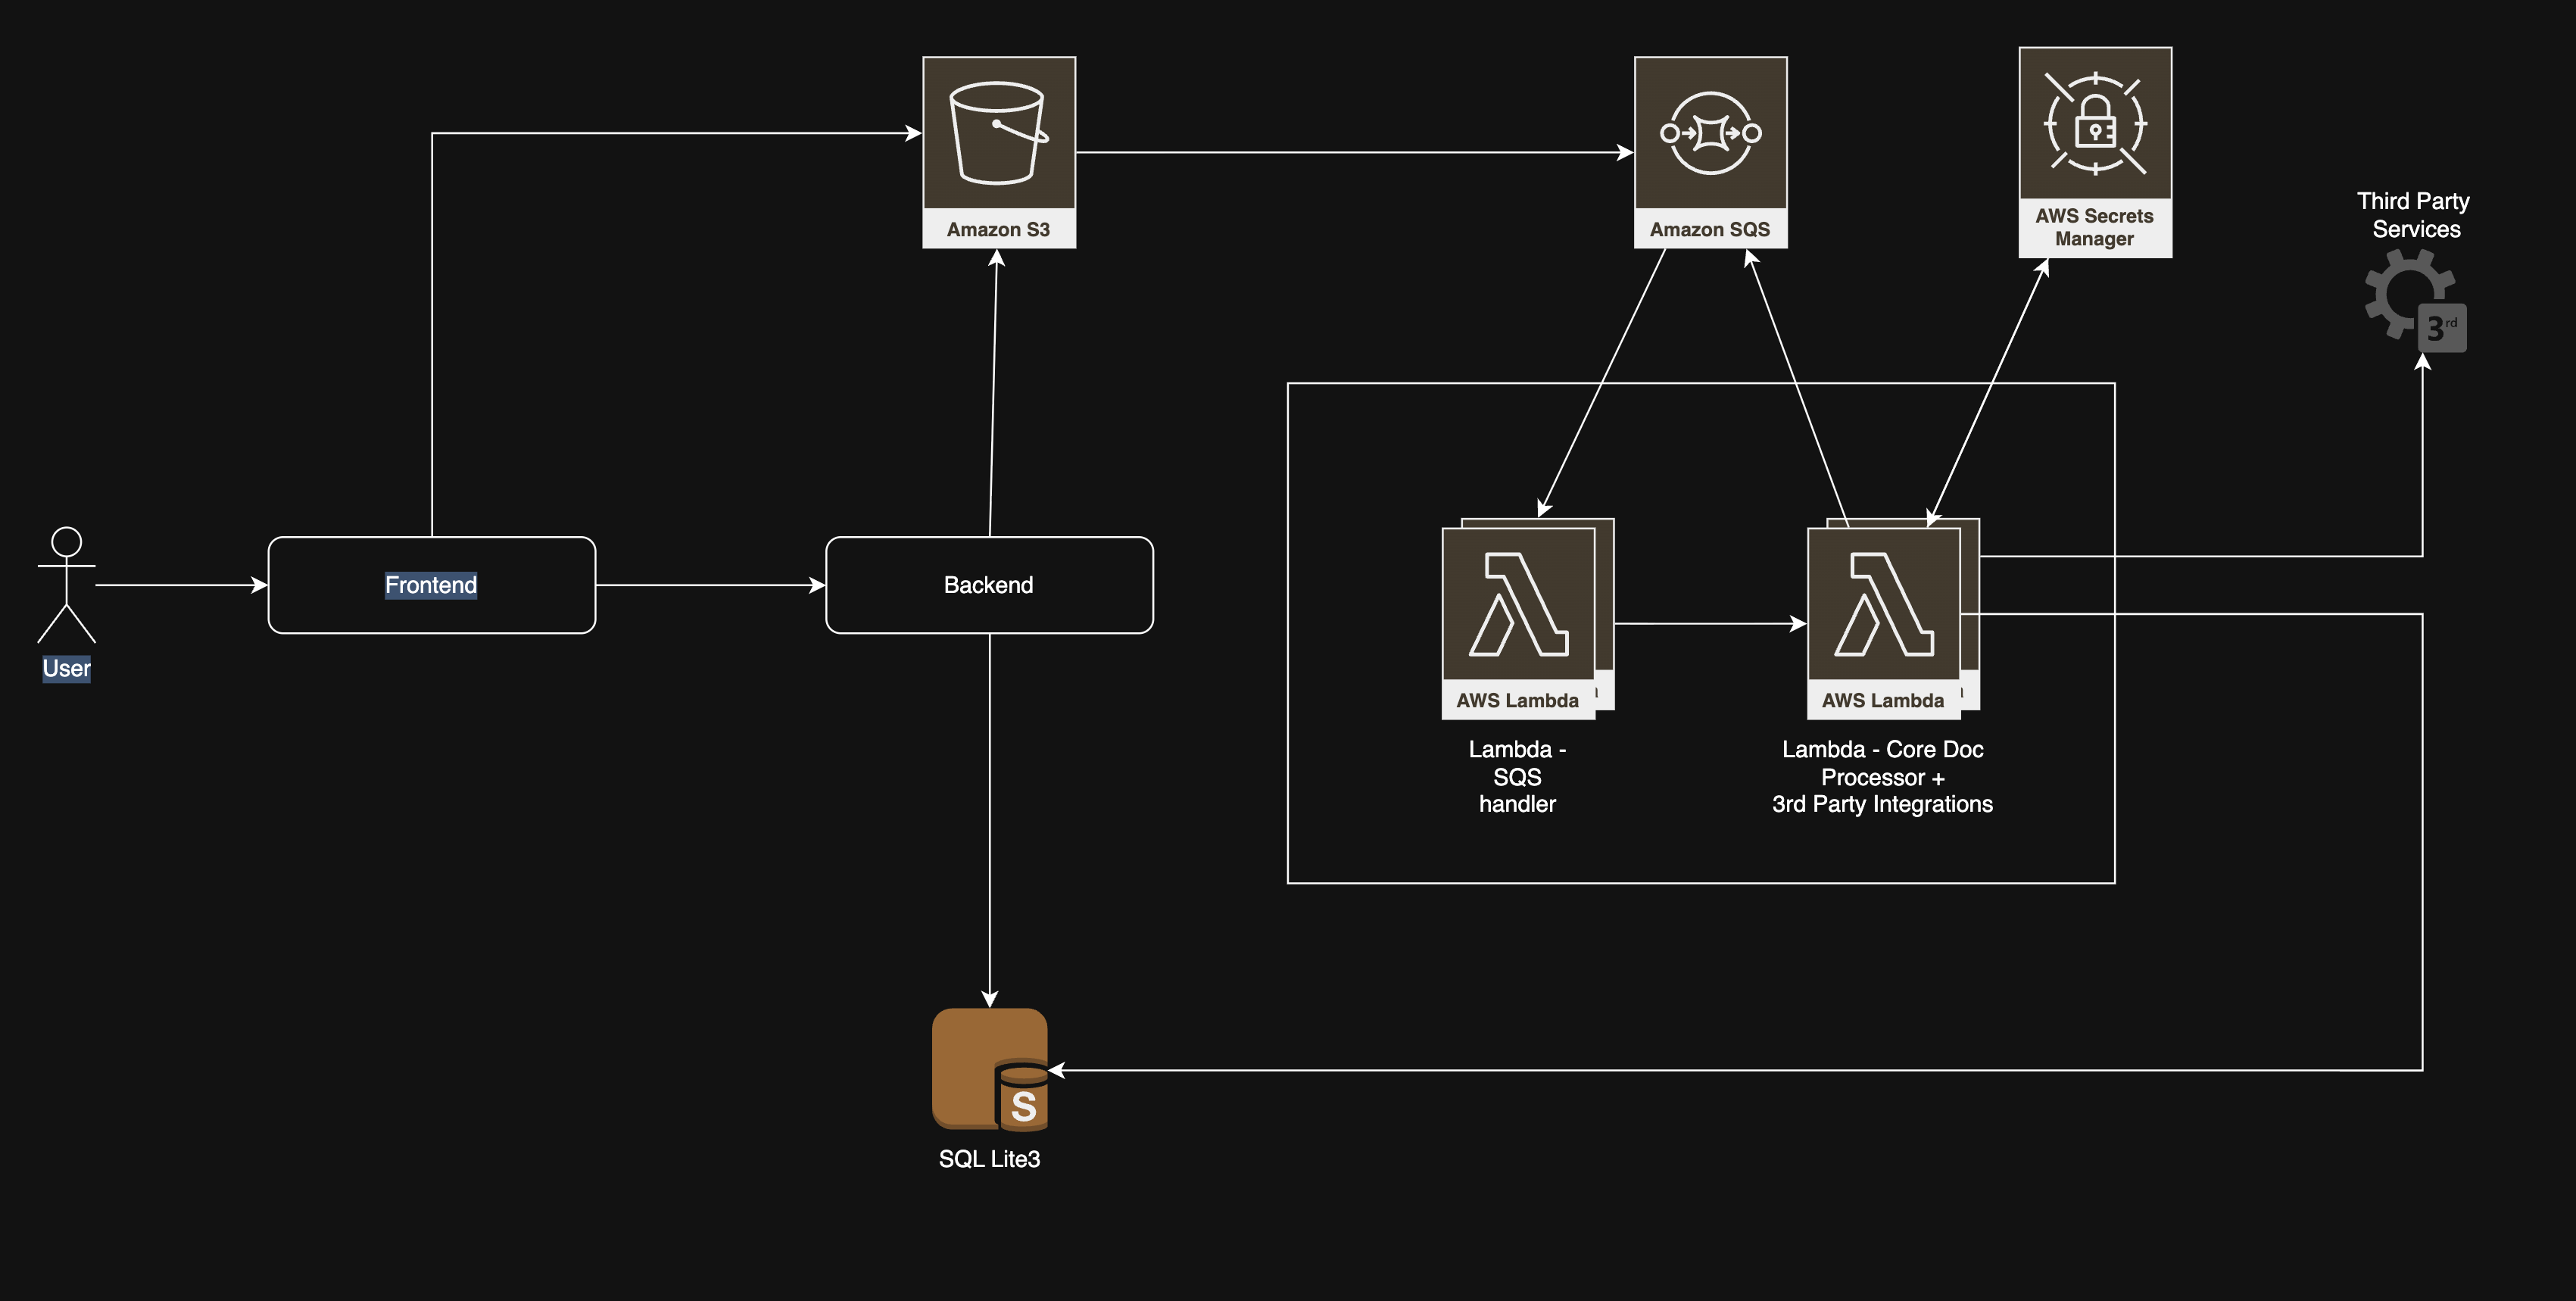 Amazon S3
Amazon SQS
AWS Secrets
Manager
Third Party
Services
3rd
User
Frontend
Backend
AWS Lambda
a
Lambda -
SQS
handler
AWS Lambda
a
Lambda - Core Doc
Processor +
3rd Party Integrations
S
SQL Lite3